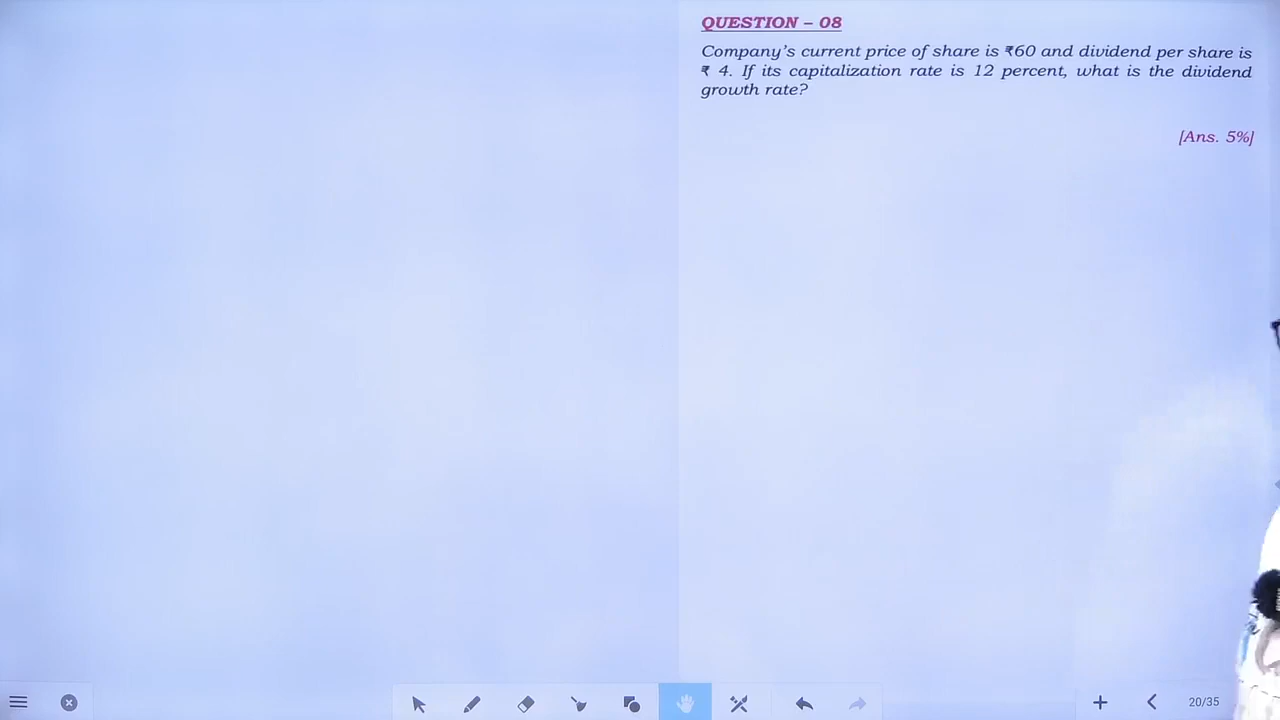 QUESTION – 08
Company's current price of share is ₹60 and dividend per share is
₹ 4. If its capitalization rate is 12 percent, what is the dividend
growth rate?
[Ans. 5%]
20/35